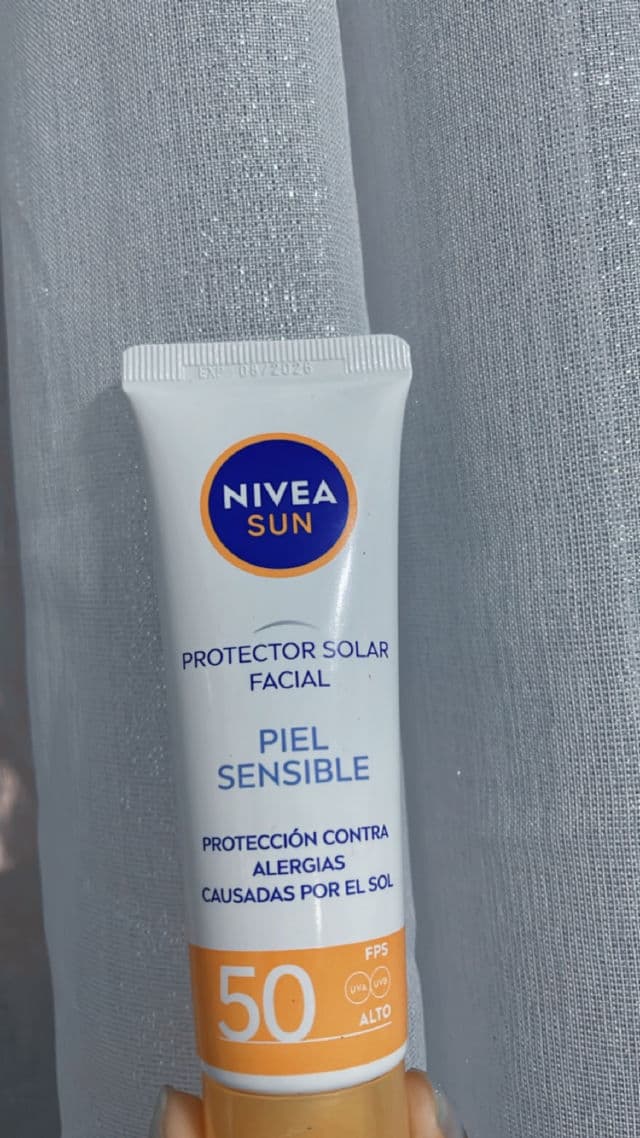 EXP 08/2026
NIVEA
SUN
PROTECTOR SOLAR
FACIAL
PIEL
SENSIBLE
PROTECCIÓN CONTRA
ALERGIAS
CAUSADAS POR EL SOL
50
FPS
UVA UVB
ALTO